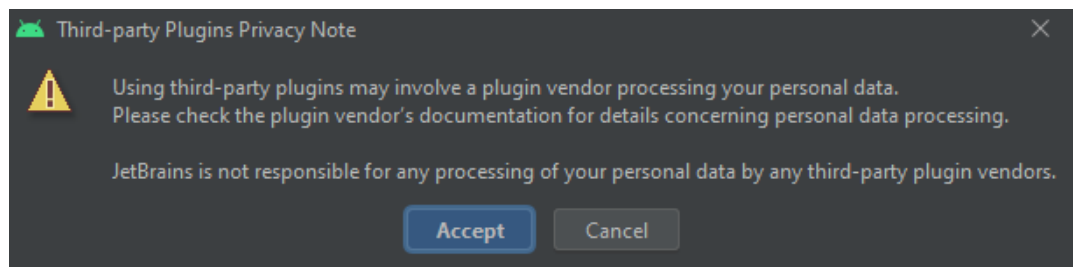 Third-party Plugins Privacy Note
Using third-party plugins may involve a plugin vendor processing your personal data.
Please check the plugin vendor's documentation for details concerning personal data processing.
JetBrains is not responsible for any processing of your personal data by any third-party plugin vendors.
Accept Cancel